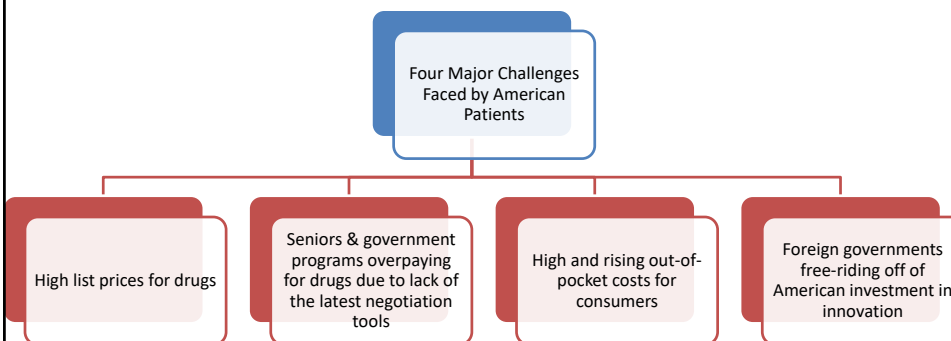 Four Major Challenges
Faced by American
Patients
High list prices for drugs
Seniors & government
programs overpaying
for drugs due to lack of
the latest negotiation
tools
High and rising out-of-
pocket costs for
consumers
Foreign governments
free-riding off of
American investment in
innovation